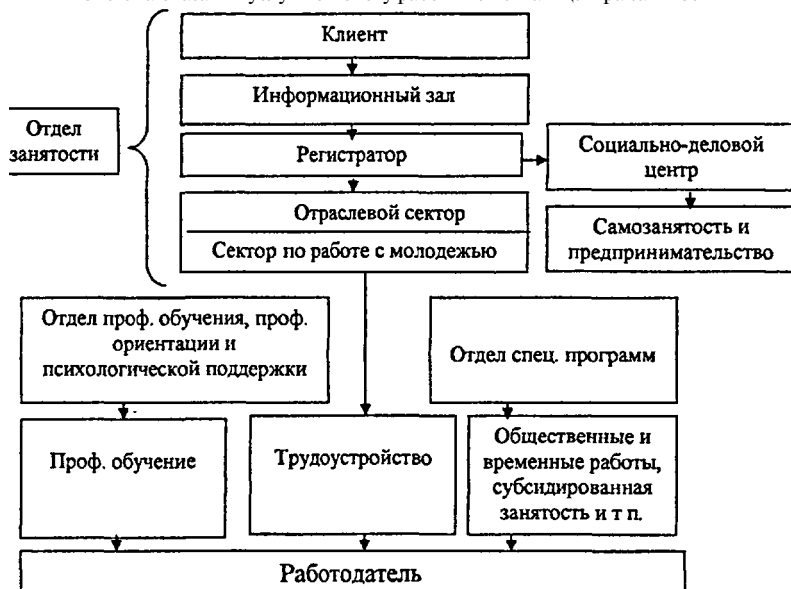 Клиент
Информационный зал
Отдел
занятости
Регистратор
Социально-деловой
центр
Отраслевой сектор
Сектор по работе с молодежью
Самозанятость и
предпринимательство
Отдел проф. обучения, проф.
ориентации и
психологической поддержки
Отдел спец. программ
Проф. обучение
Трудоустройство
Общественные и
временные работы,
субсидированная
занятость и т п.
Работодатель